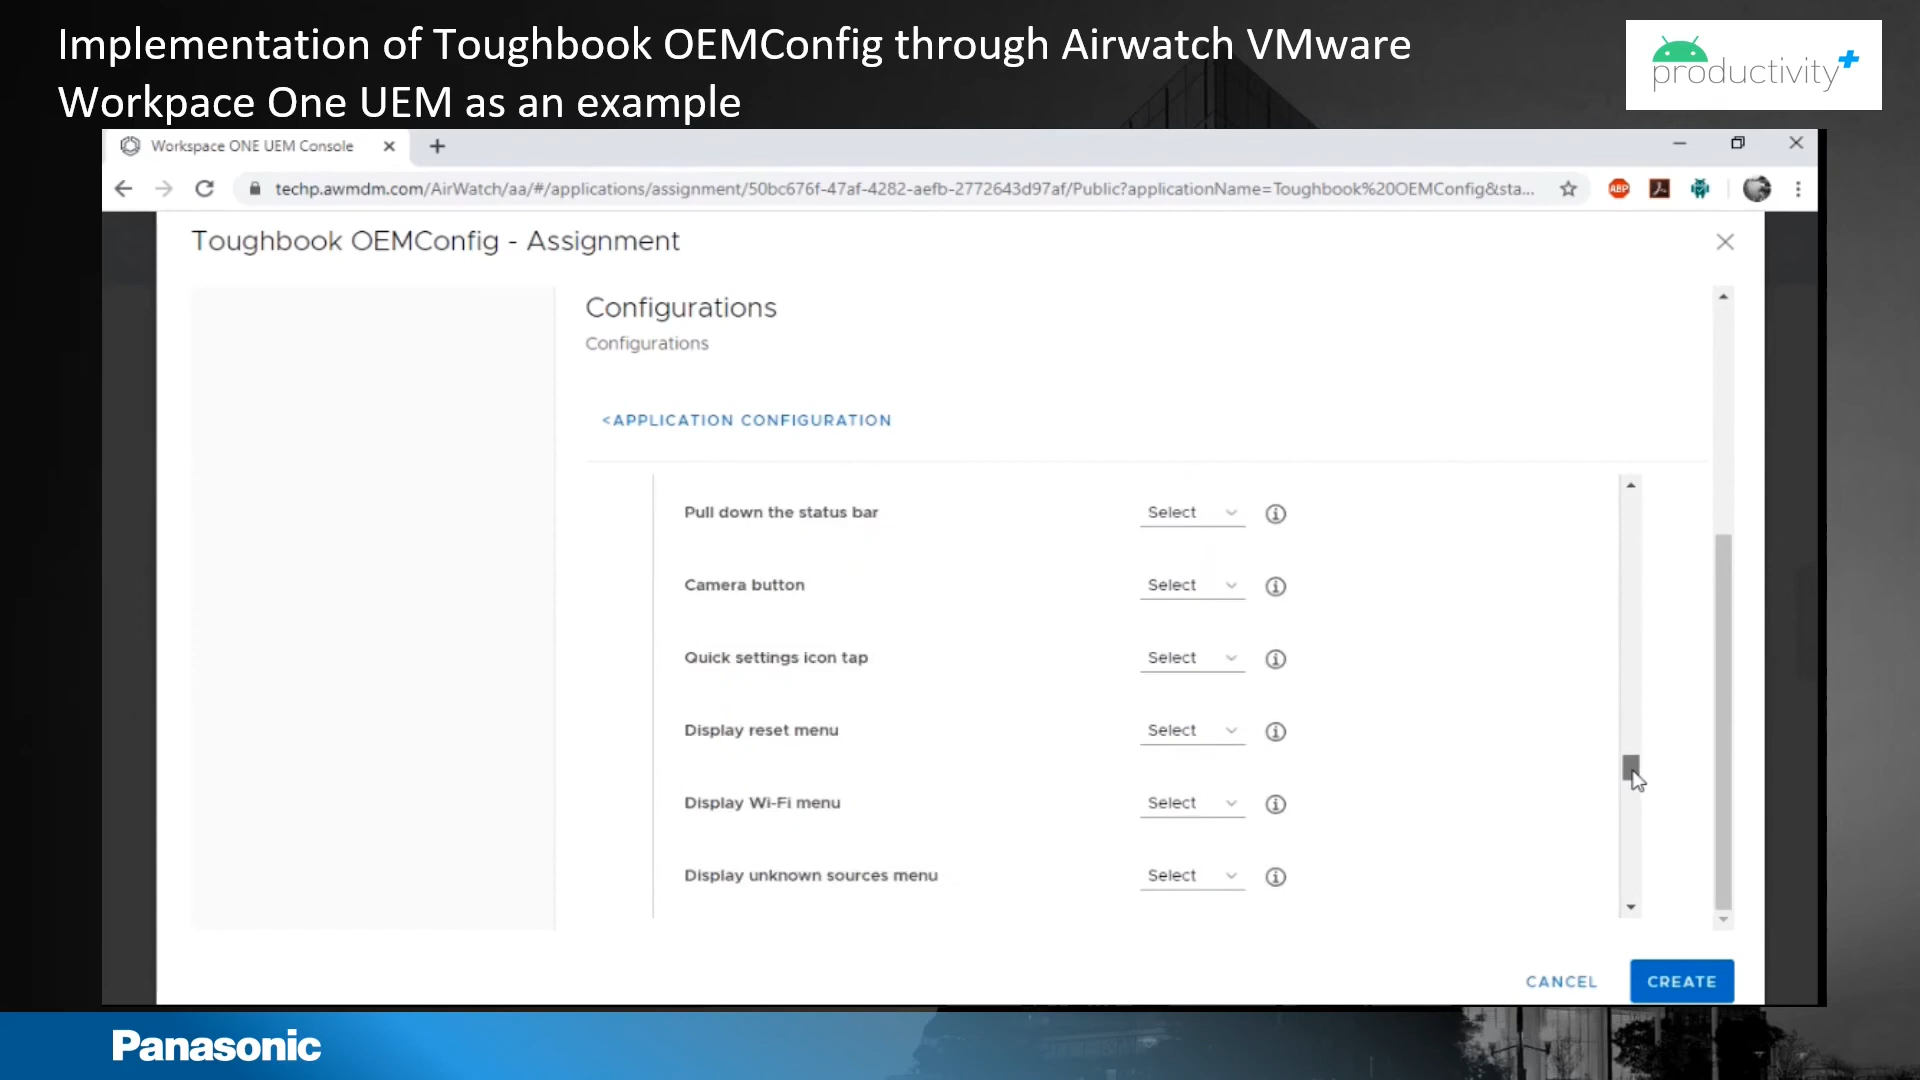 Implementation of Toughbook OEMConfig through Airwatch VMware
Workpace One UEM as an example
productivity+
Workspace ONE UEM Console
techp.awmdm.com/AirWatch/aa/#/applications/assignment/50bc676f-47af-4282-aefb-2772643d97af/Public?applicationName=Toughbook%20OEMConfig&sta...
ABP
Toughbook OEMConfig - Assignment
Configurations
Configurations
<APPLICATION CONFIGURATION
Pull down the status bar Select
Camera button Select
Quick settings icon tap Select
Display reset menu Select
Display Wi-Fi menu Select
Display unknown sources menu Select
CANCEL CREATE
Panasonic